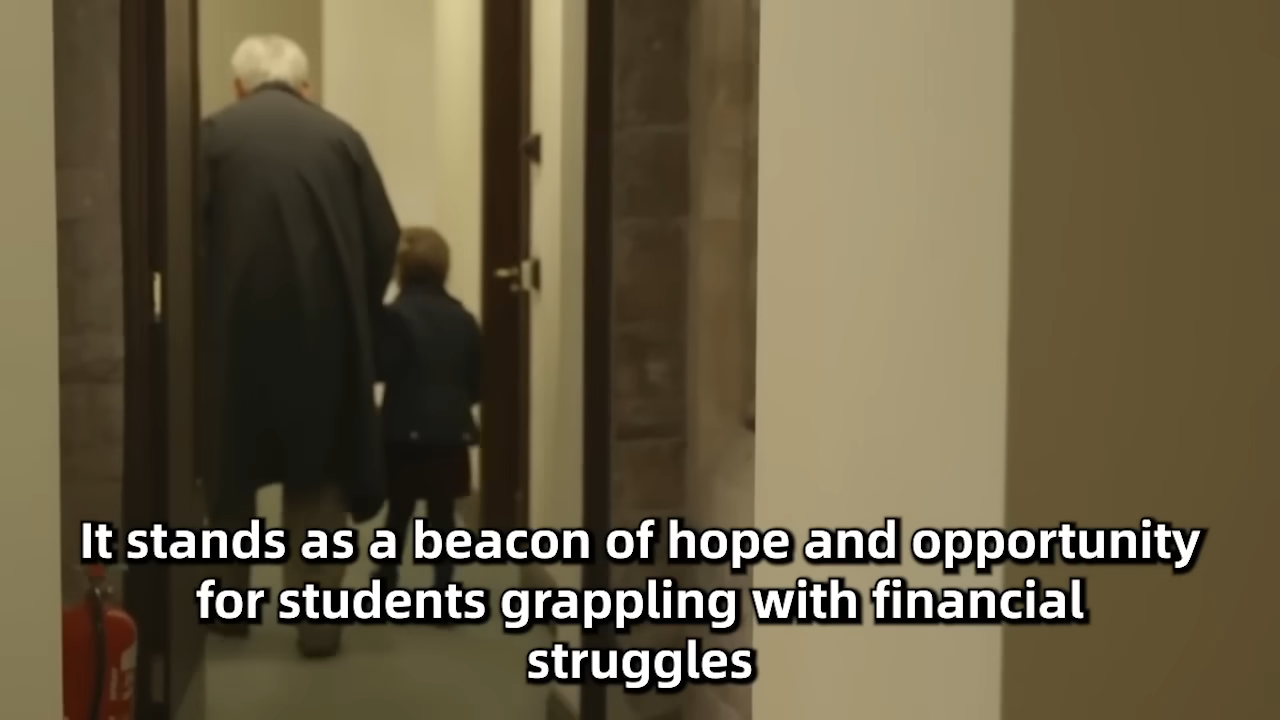 It stands as a beacon of hope and opportunity
for students grappling with financial
struggles